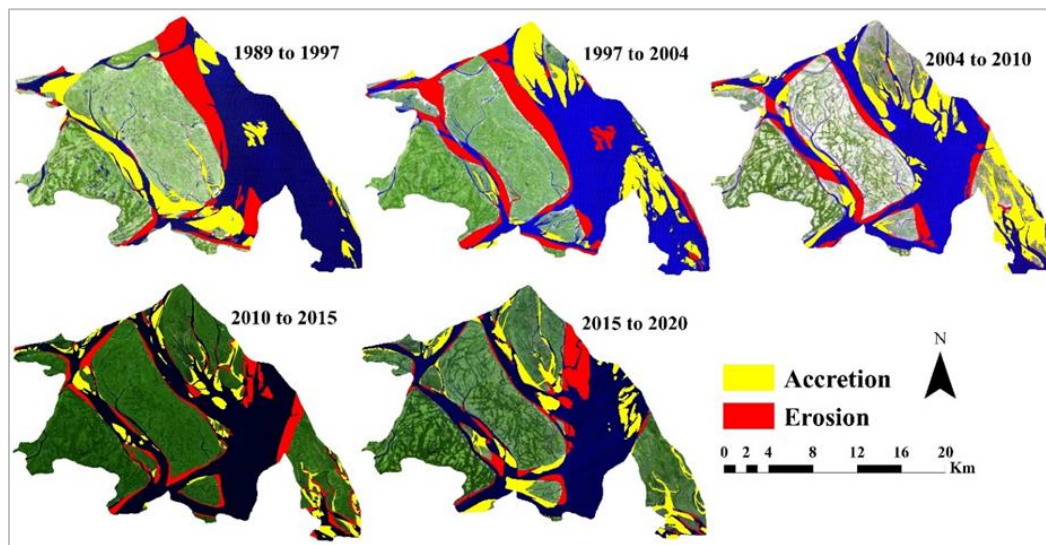 1989 to 1997
1997 to 2004
2004 to 2010
2010 to 2015
2015 to 2020
N
Accretion
Erosion
0 2 4 8 12 16 20
Km